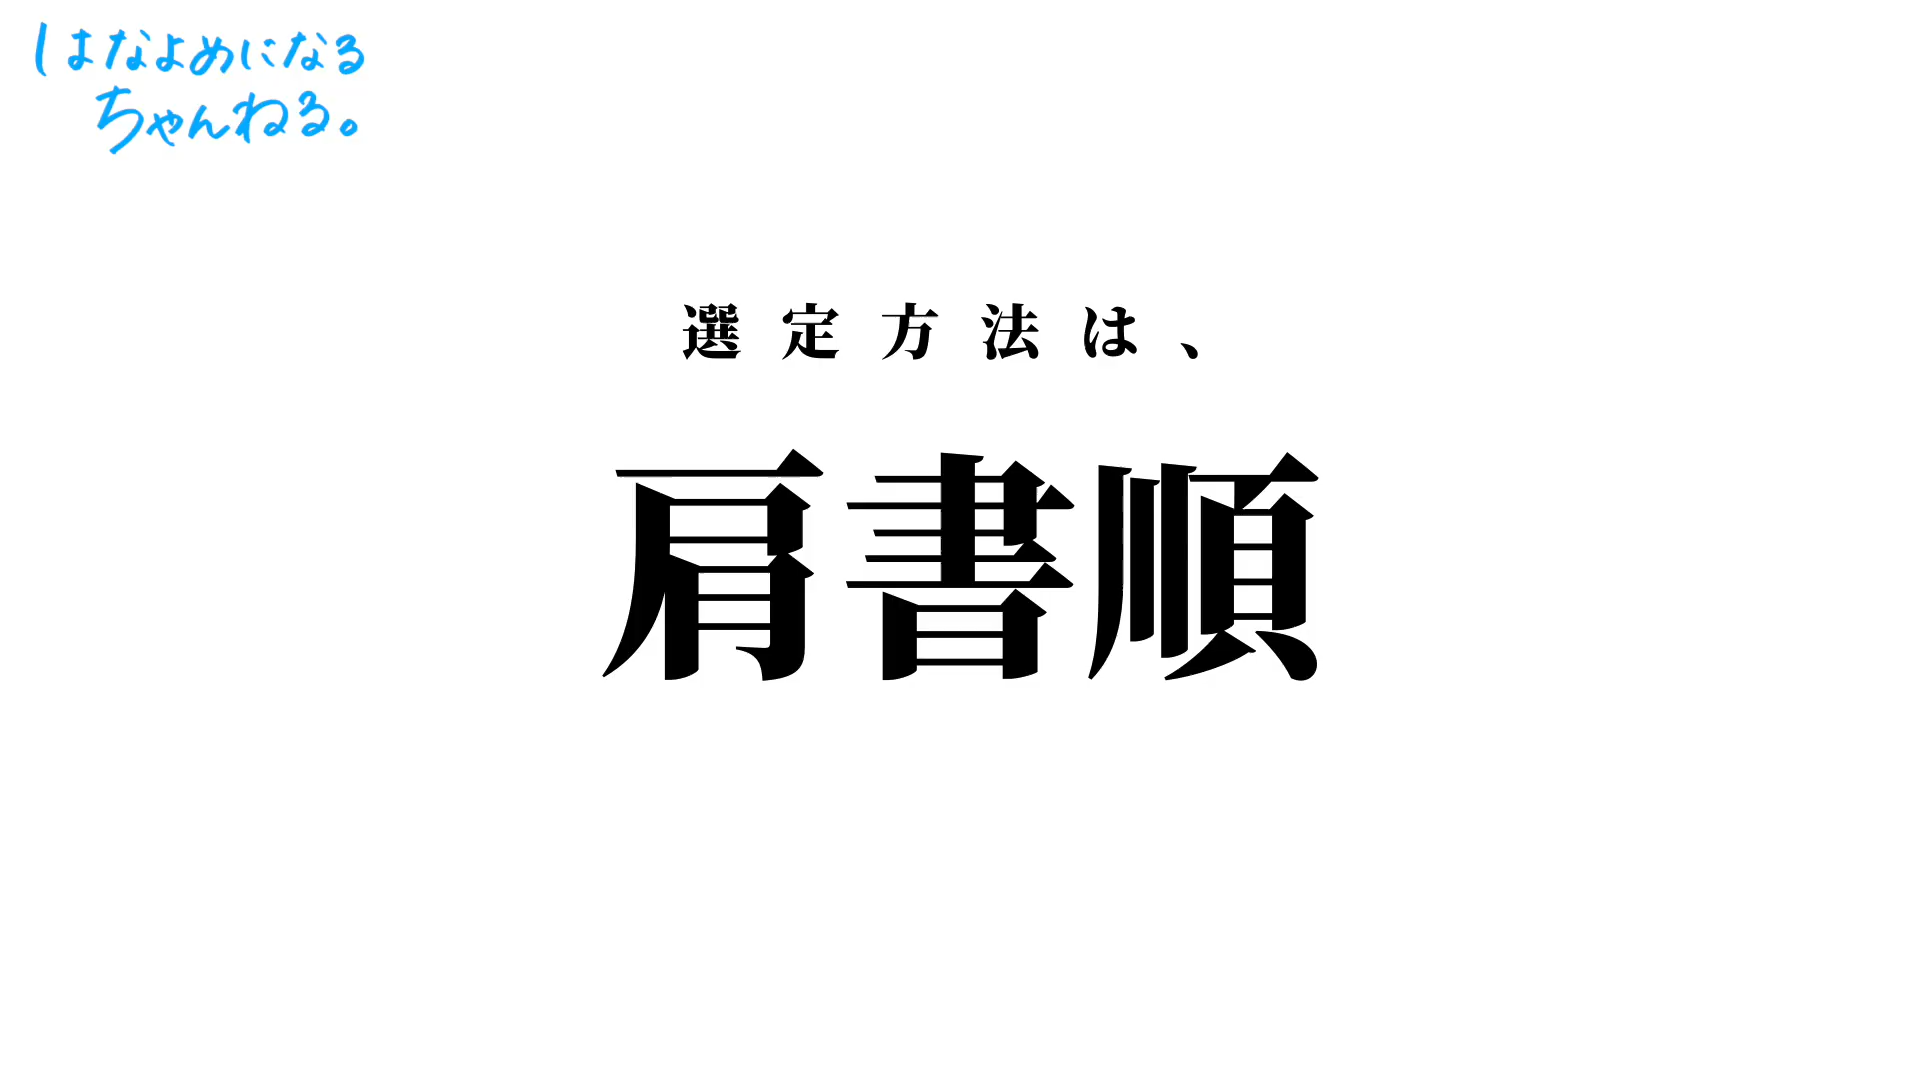 はなよめになる
ちゃんねる。
選定方法は、
肩書順